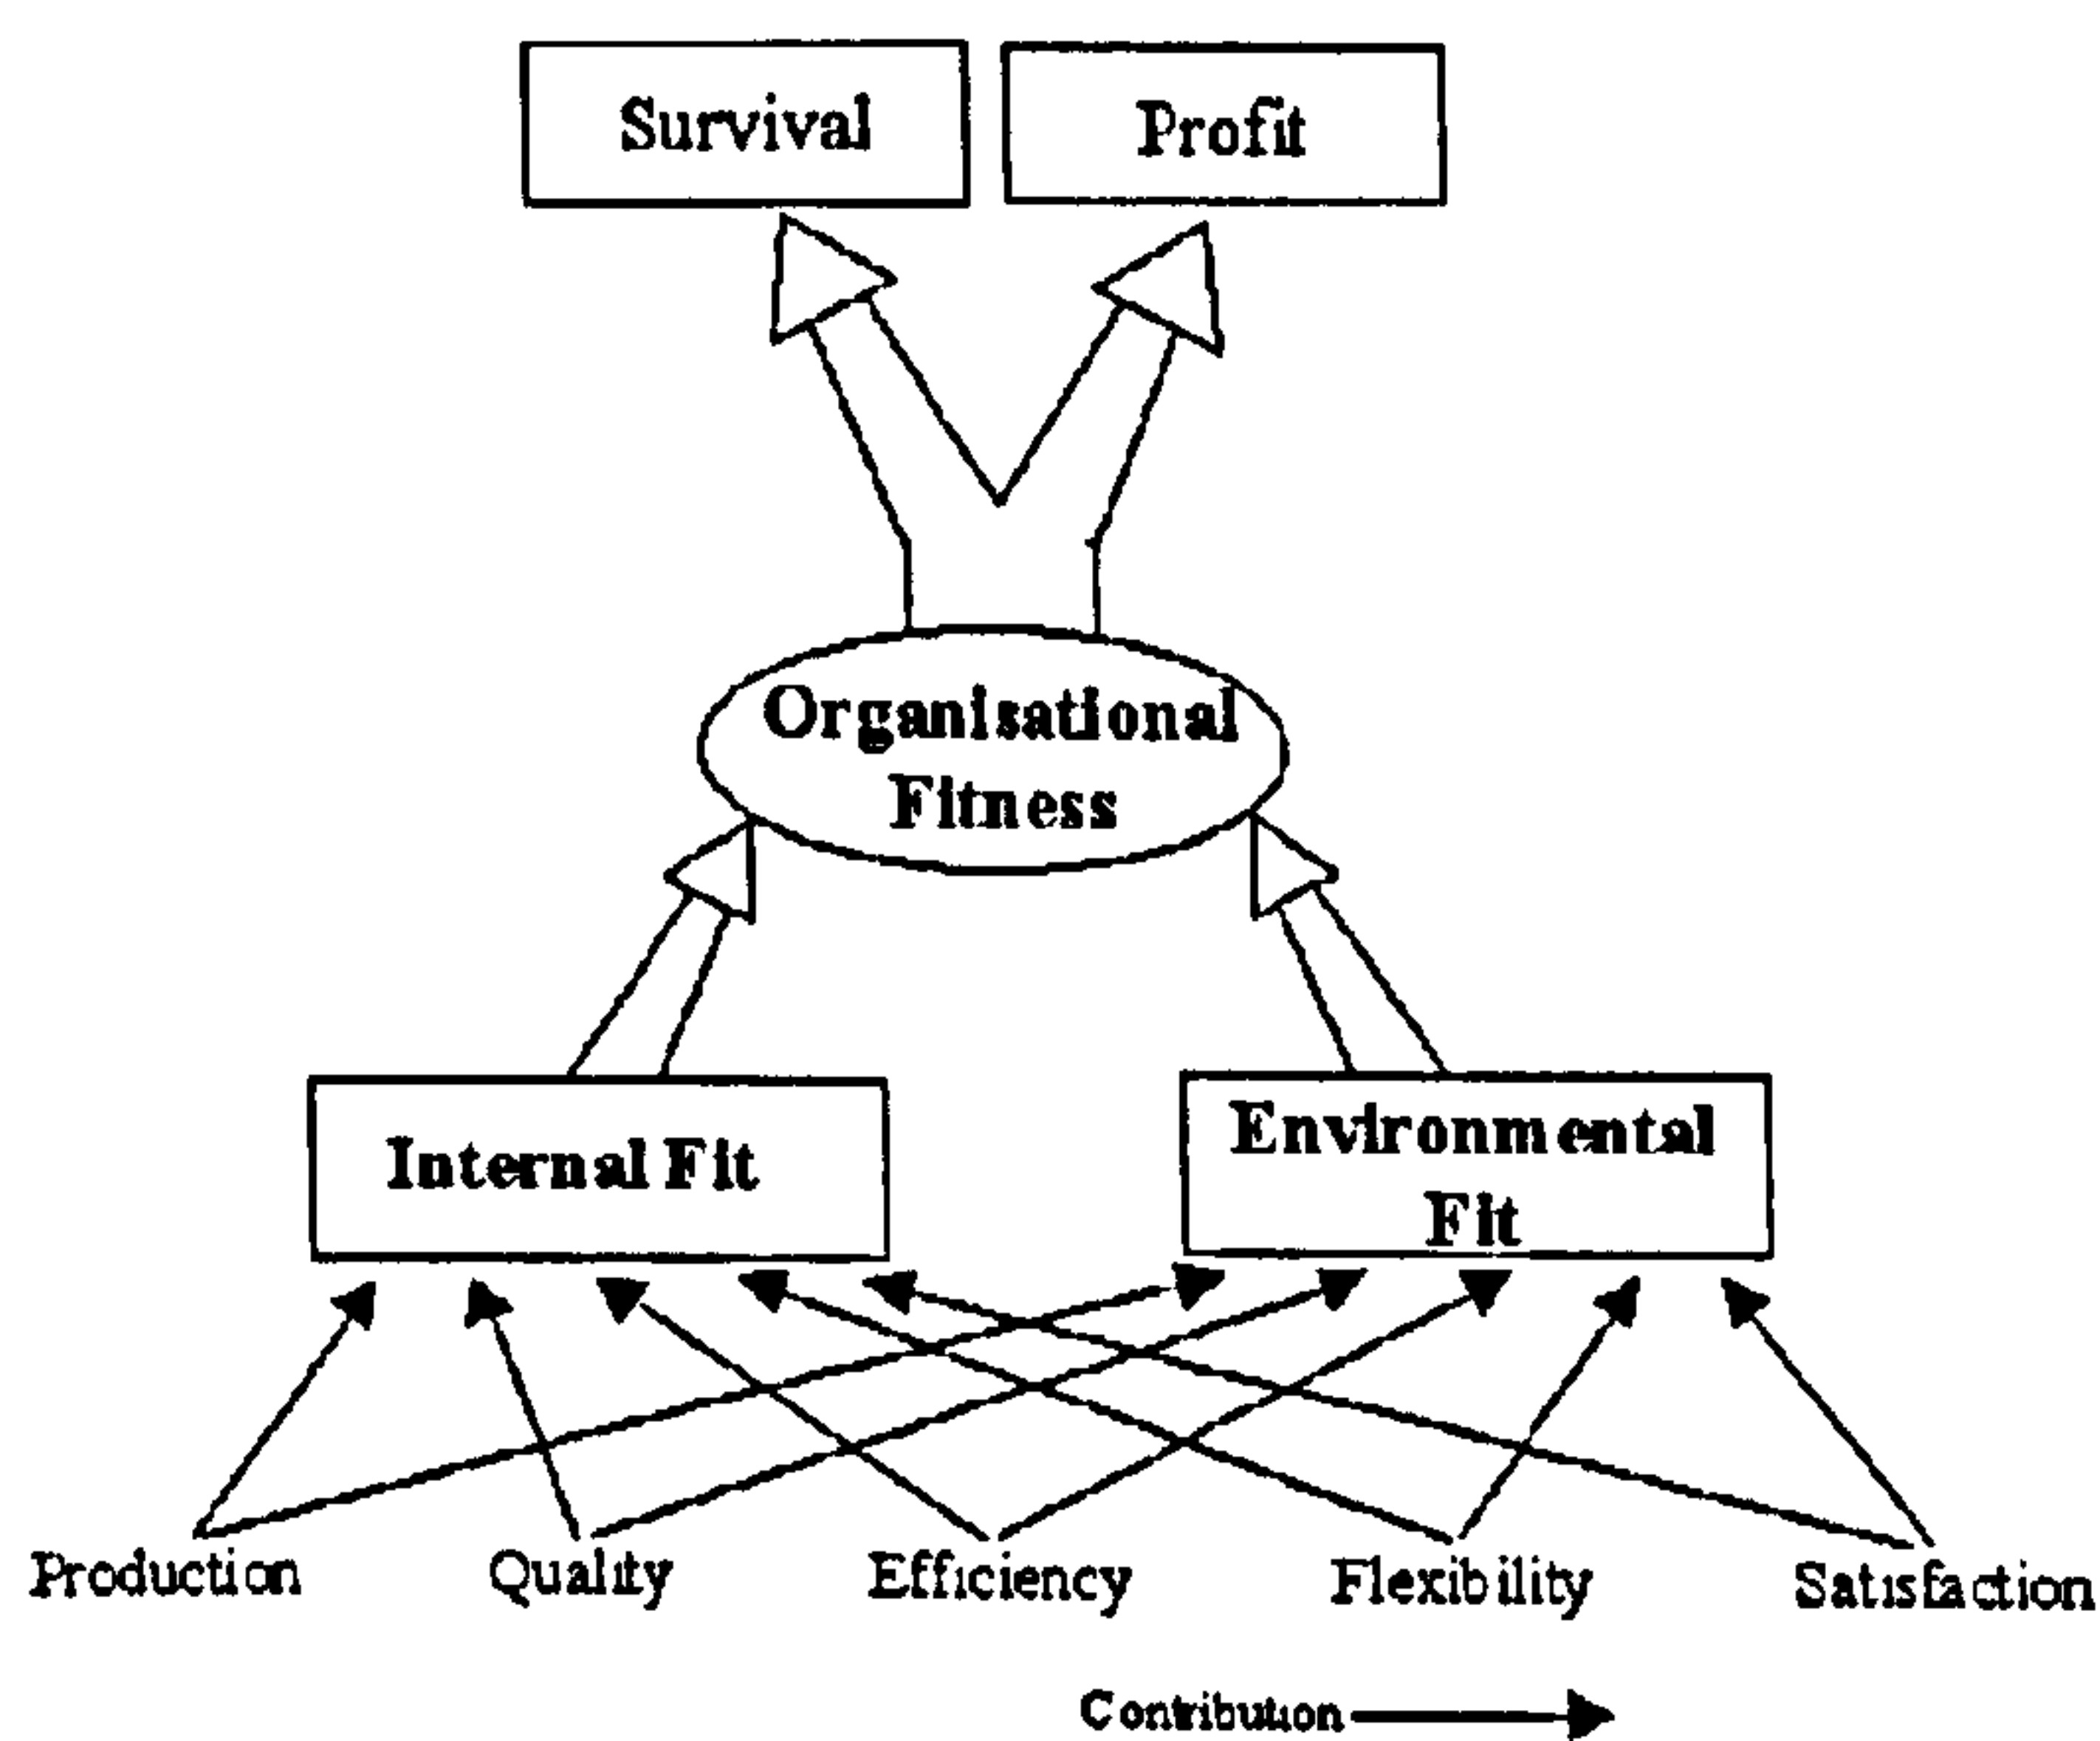 Survival
Profit
Organisational
Fitness
Internal Fit
Environmental
Fit
Production
Quality
Efficiency
Flexibility
Satisfaction
Contribution